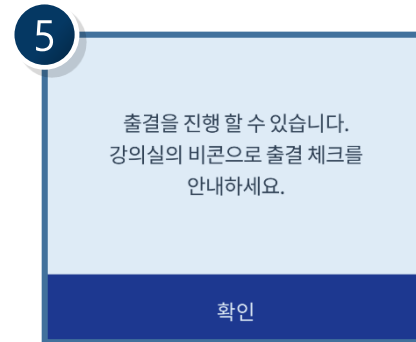 5
출결을 진행 할 수 있습니다.
강의실의 비콘으로 출결 체크를
안내하세요.
확인